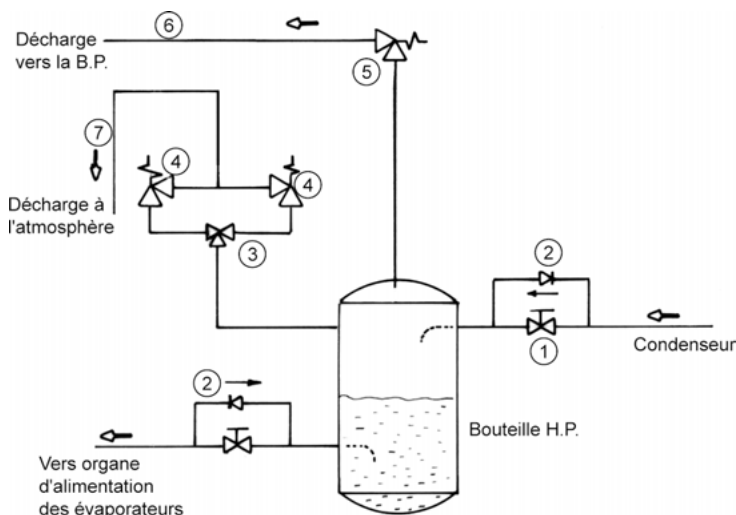 6
Décharge
vers la B.P.
5
7
4
4
Décharge à
l'atmosphère
3
2
1
Condenseur
2
Bouteille H.P.
Vers organe
d'alimentation
des évaporateurs